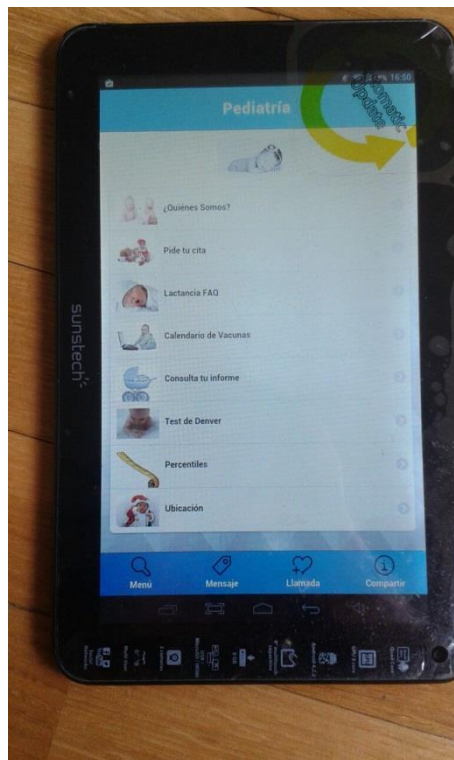 16:50
Automatic
Update
Pediatría
¿Quiénes Somos?
Pide tu cita
Lactancia FAQ
Calendario de Vacunas
Consulta tu informe
Test de Denver
Percentiles
Ubicación
Menú
Mensaje
Llamada
Compartir
sunstech